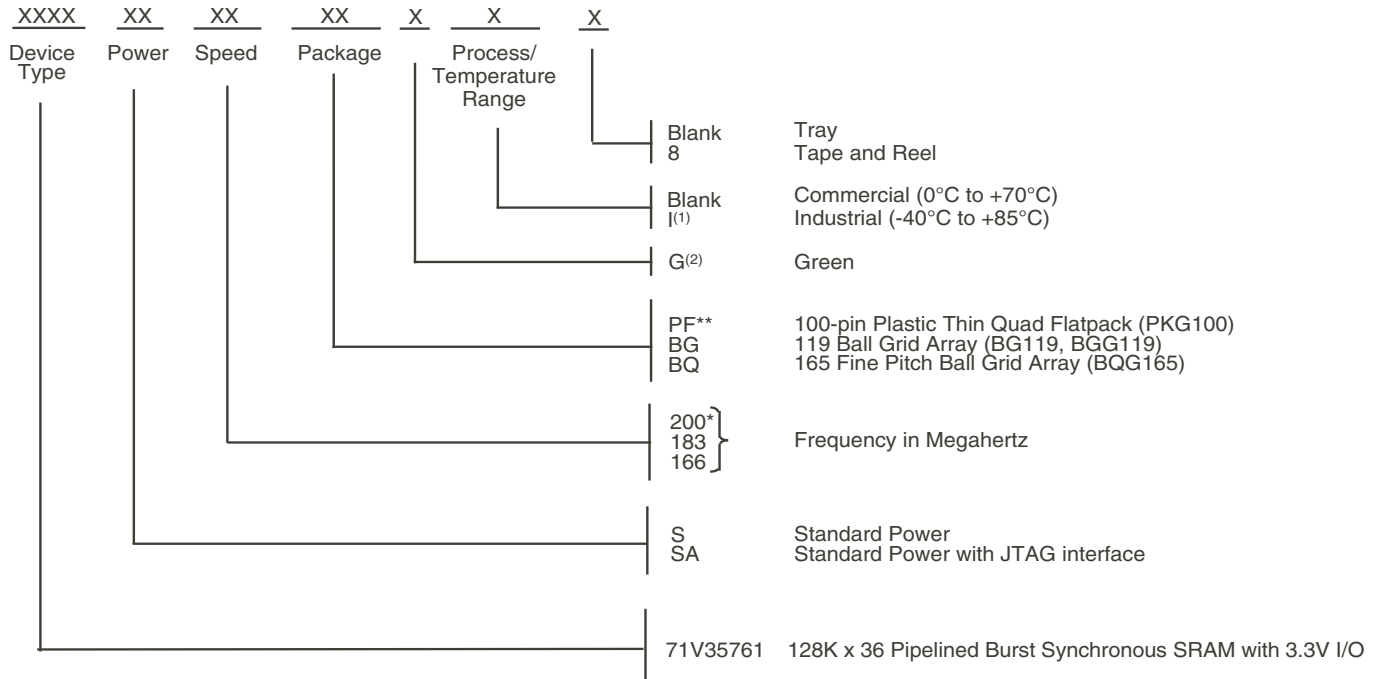 XXXX XX XX XX X X X
Device Type Power Speed Package Process/ Temperature Range
Blank Tray
8 Tape and Reel
Blank Commercial (0°C to +70°C)
I(1) Industrial (-40°C to +85°C)
G(2) Green
PF** 100-pin Plastic Thin Quad Flatpack (PKG100)
BG 119 Ball Grid Array (BG119, BGG119)
BQ 165 Fine Pitch Ball Grid Array (BQG165)
200*
183 Frequency in Megahertz
166
S Standard Power
SA Standard Power with JTAG interface
71V35761 128K x 36 Pipelined Burst Synchronous SRAM with 3.3V I/O